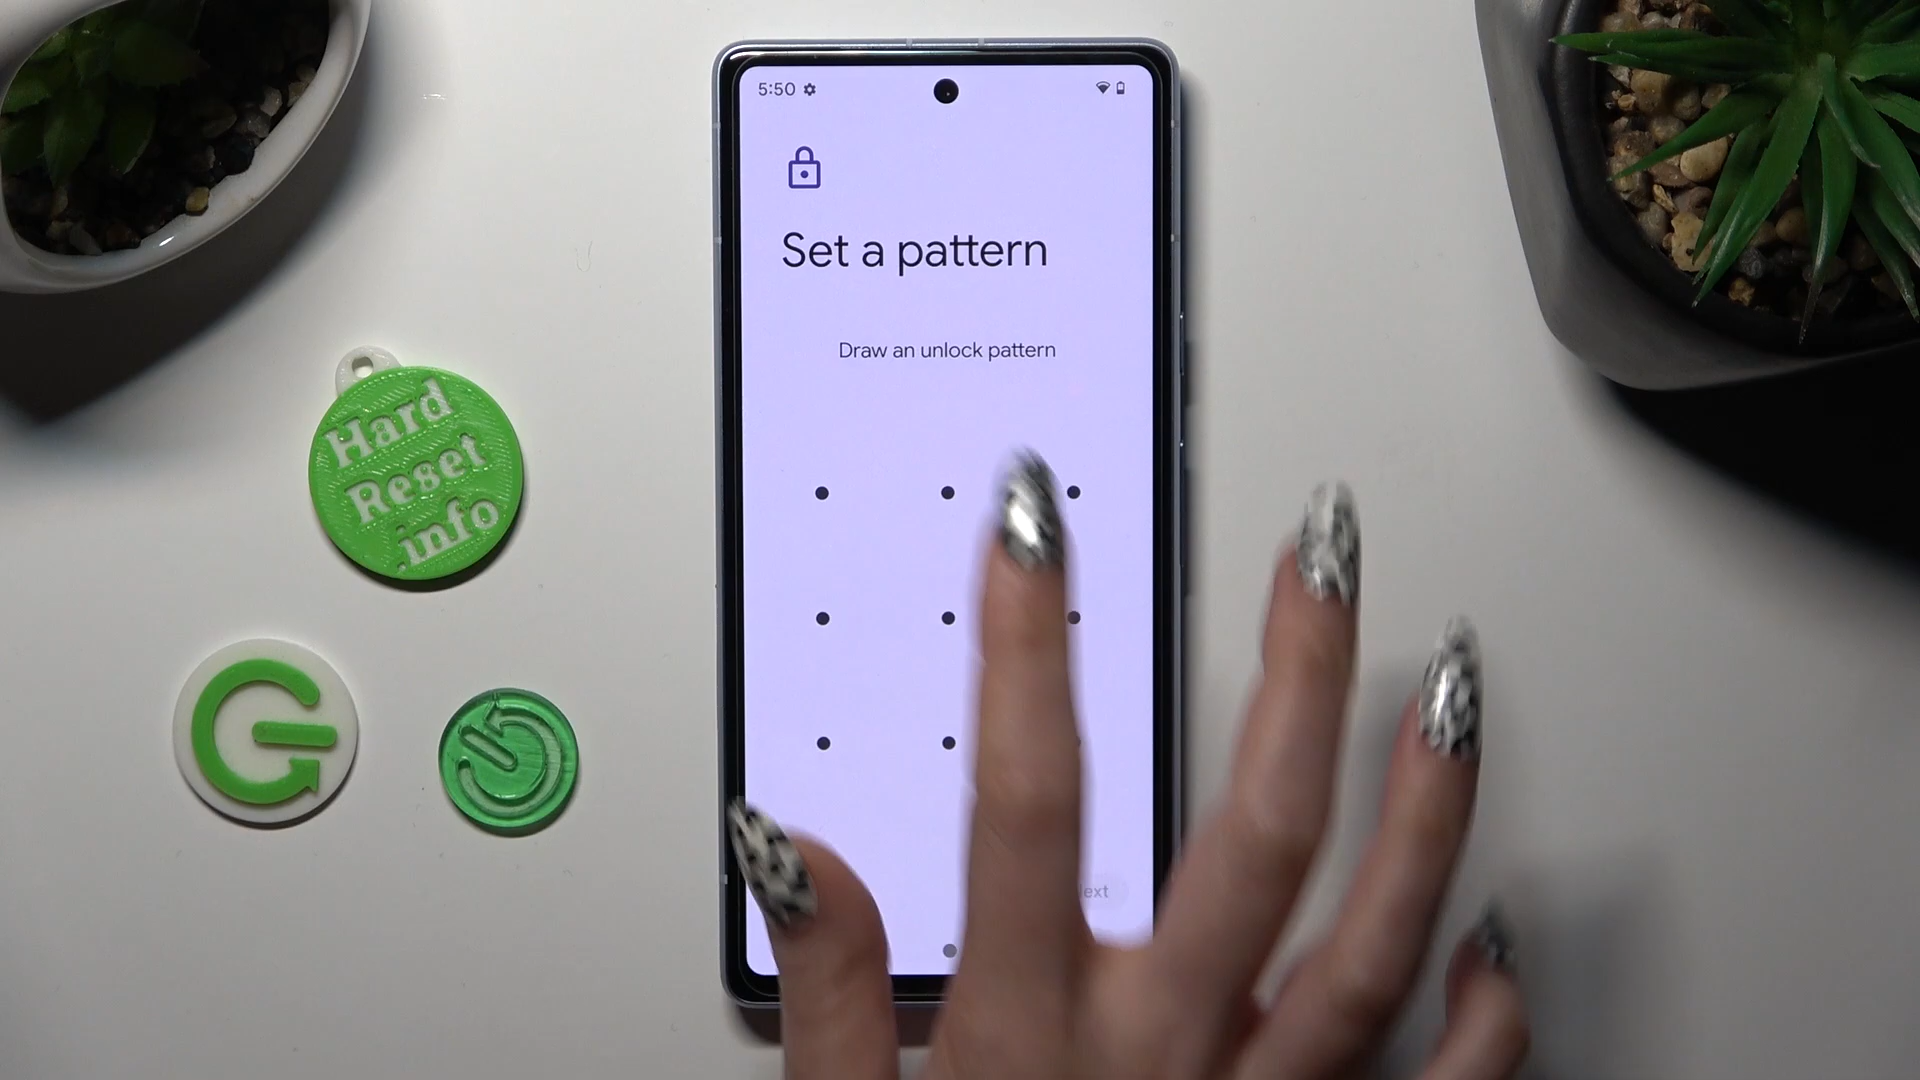 5:50
Set a pattern
Draw an unlock pattern
Hard
Reset
.info